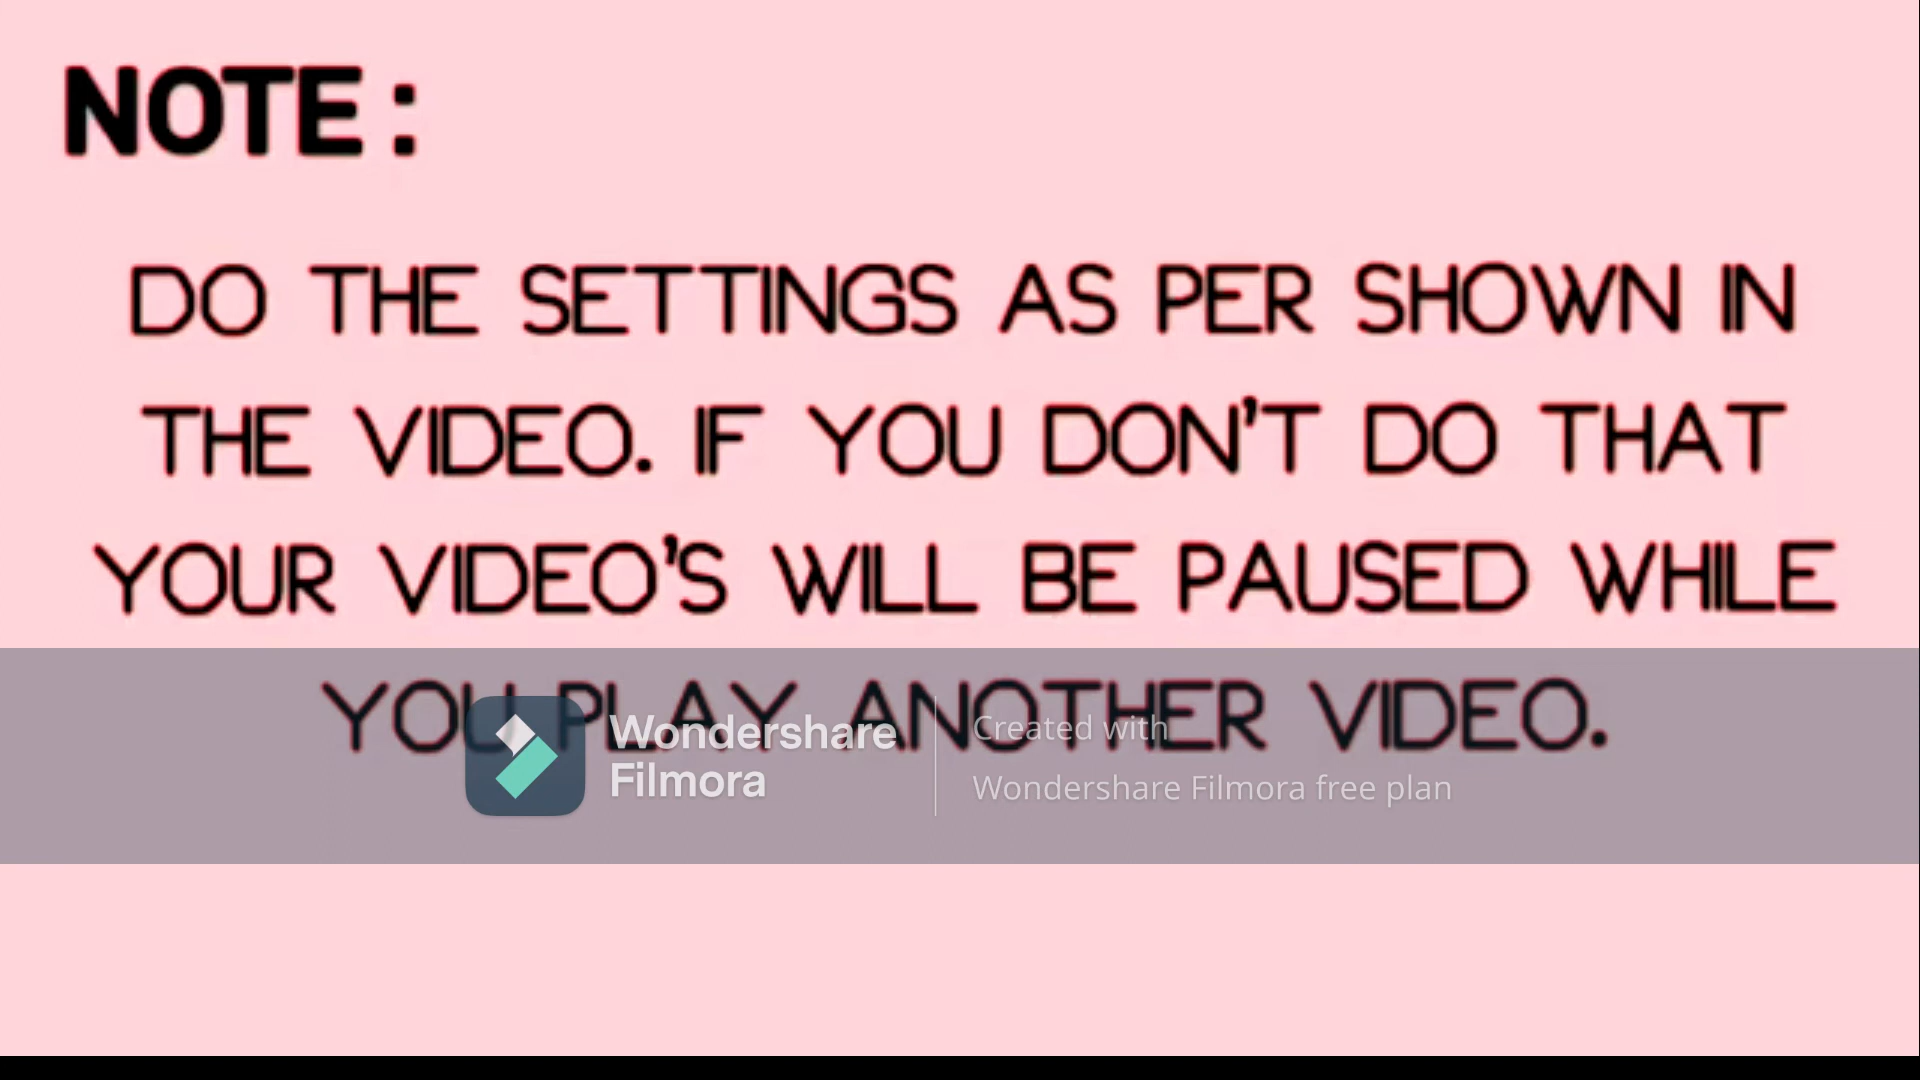 NOTE :
DO THE SETTINGS AS PER SHOWN IN
THE VIDEO. IF YOU DON'T DO THAT
YOUR VIDEO'S WILL BE PAUSED WHILE
YOU PLAY ANOTHER VIDEO.
Wondershare
Filmora
Created with
Wondershare Filmora free plan